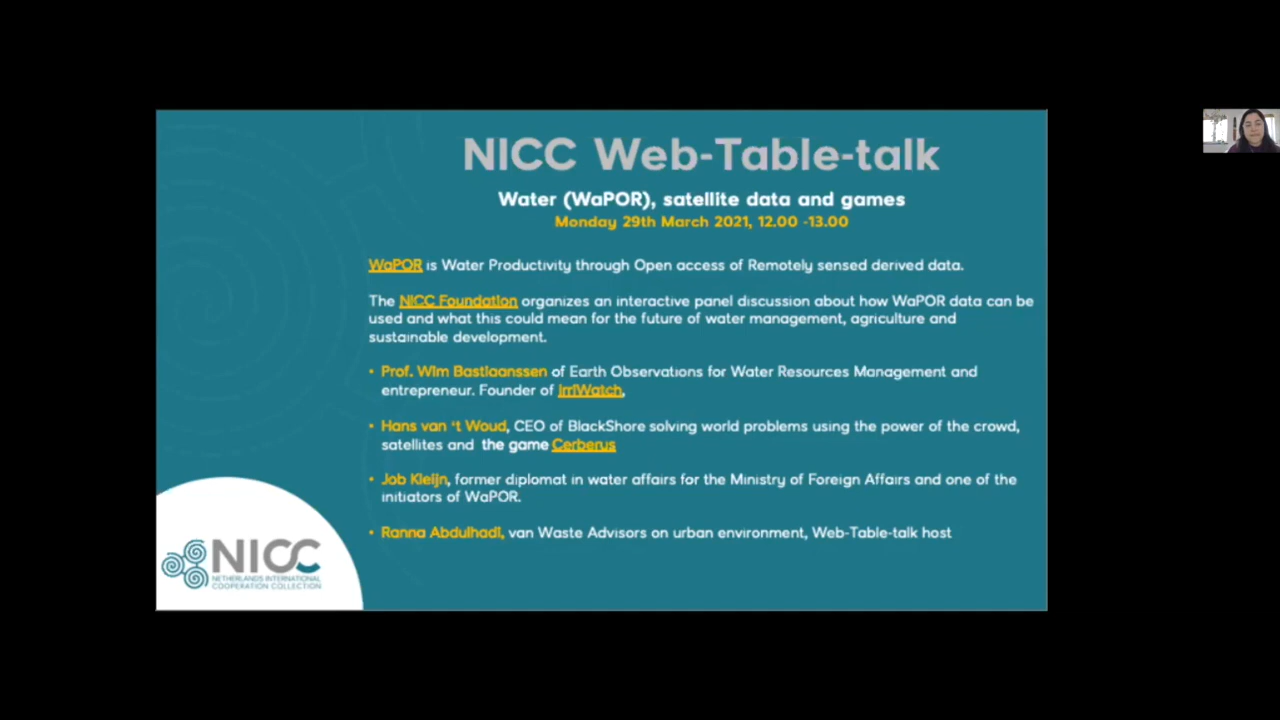 NICC Web-Table-talk
Water (WaPOR), satellite data and games
Monday 29th March 2021, 12.00 -13.00
WaPOR is Water Productivity through Open access of Remotely sensed derived data.
The NICC Foundation organizes an interactive panel discussion about how WaPOR data can be
used and what this could mean for the future of water management, agriculture and
sustainable development.
• Prof. Wim Bastiaanssen of Earth Observations for Water Resources Management and
entrepreneur. Founder of IrriWatch,
• Hans van ‘t Woud, CEO of BlackShore solving world problems using the power of the crowd,
satellites and the game Cerberus
• Job Kleijn, former diplomat in water affairs for the Ministry of Foreign Affairs and one of the
initiators of WaPOR.
• Ranna Abdulhadi, van Waste Advisors on urban environment, Web-Table-talk host
NICC
NETHERLANDS INTERNATIONAL
COOPERATION COLLECTION